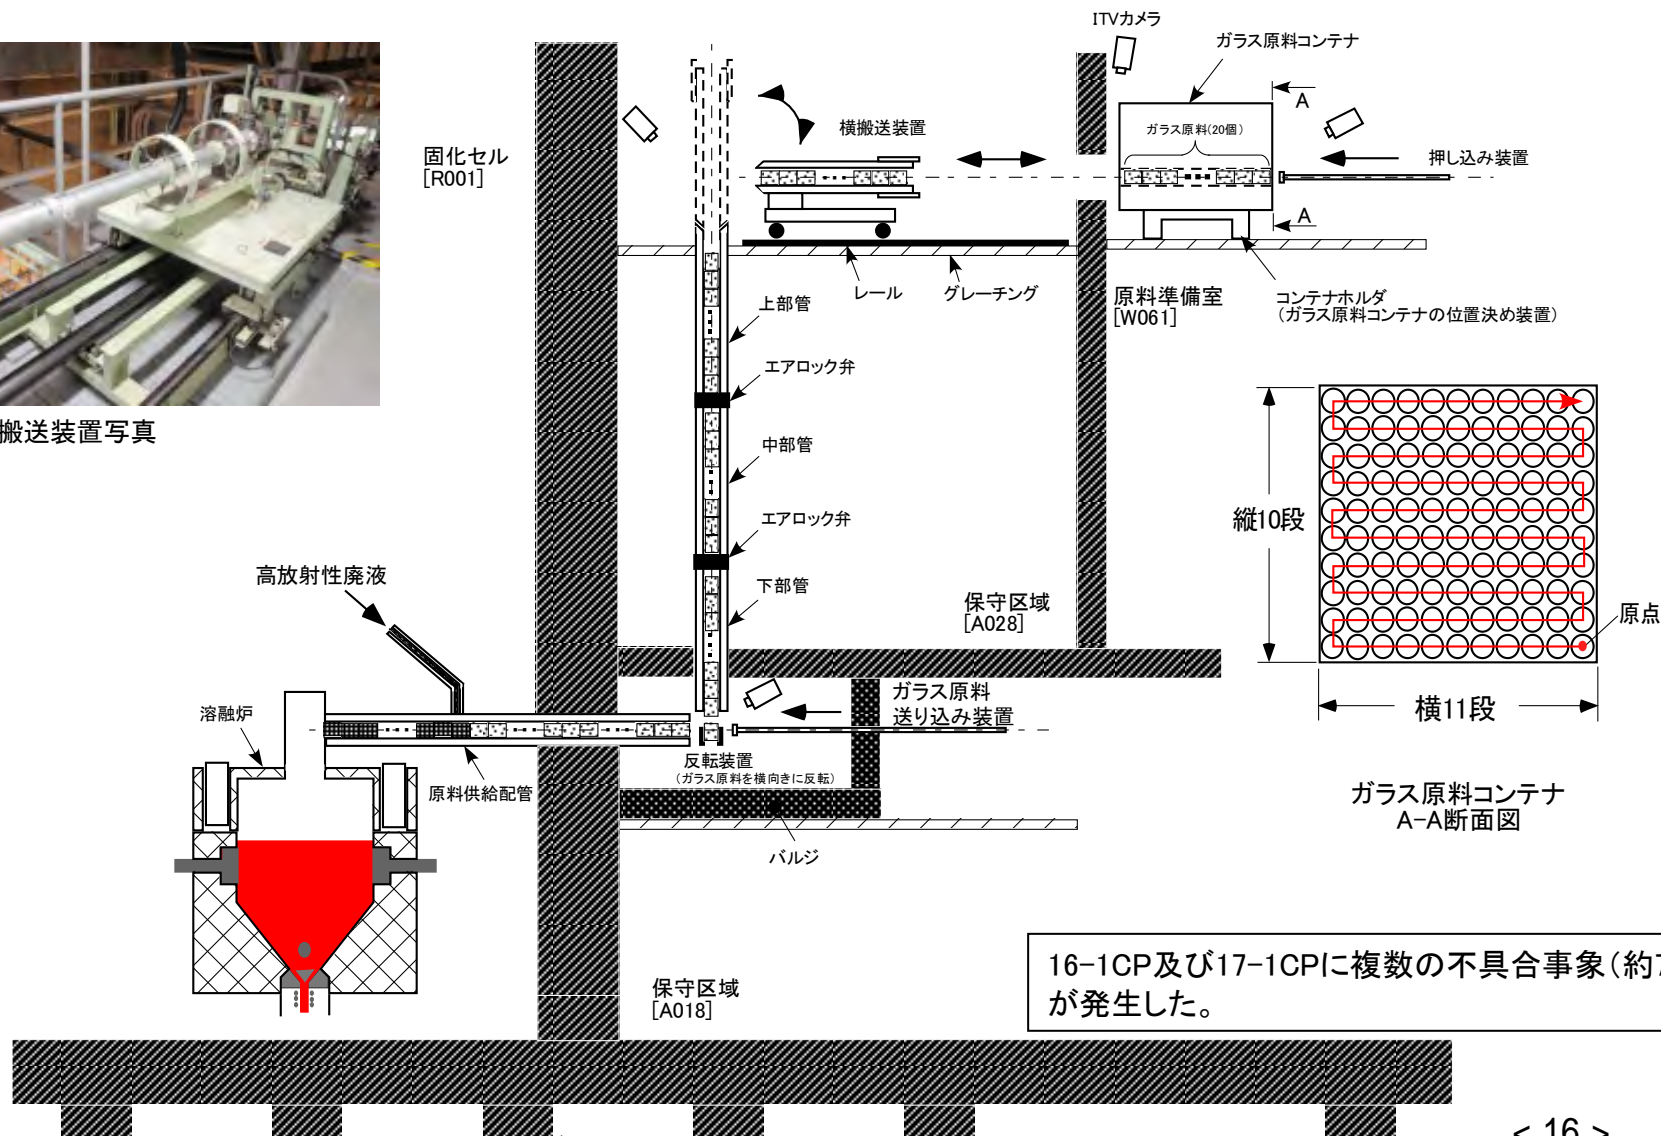 ITVカメラ
ガラス原料コンテナ
A
ガラス原料(20個)
横搬送装置
押し込み装置
固化セル
[R001]
A
レール
グレーチング
原料準備室
[W061]
コンテナホルダ
(ガラス原料コンテナの位置決め装置)
上部管
エアロック弁
搬送装置写真
中部管
エアロック弁
縦10段
高放射性廃液
下部管
保守区域
[A028]
原点
ガラス原料
送り込み装置
横11段
溶融炉
反転装置
(ガラス原料を横向きに反転)
原料供給配管
ガラス原料コンテナ
A-A断面図
バルジ
16-1CP及び17-1CPに複数の不具合事象(約7
が発生した。
保守区域
[A018]
< 16 >